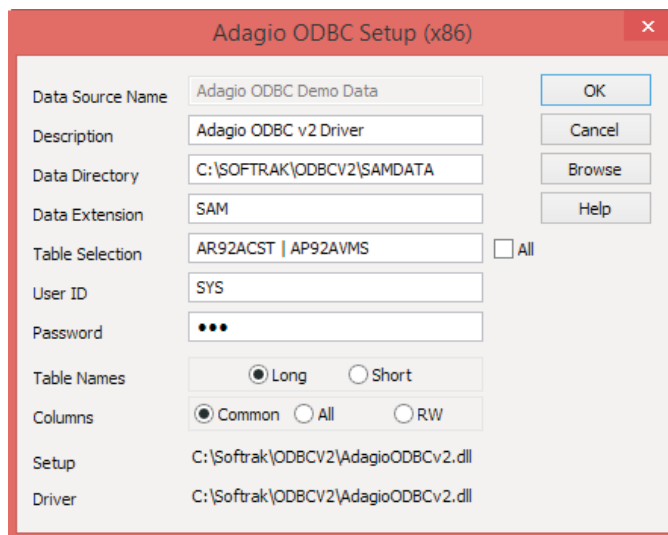 Adagio ODBC Setup (x86)
Data Source Name Adagio ODBC Demo Data OK
Description Adagio ODBC v2 Driver Cancel
Data Directory C:\SOFTRAK\ODBCV2\SAMDATA Browse
Data Extension SAM Help
Table Selection AR92ACST | AP92AVMS All
User ID SYS
Password •••
Table Names Long Short
Columns Common All RW
Setup C:\Softrak\ODBCV2\AdagioODBCv2.dll
Driver C:\Softrak\ODBCV2\AdagioODBCv2.dll